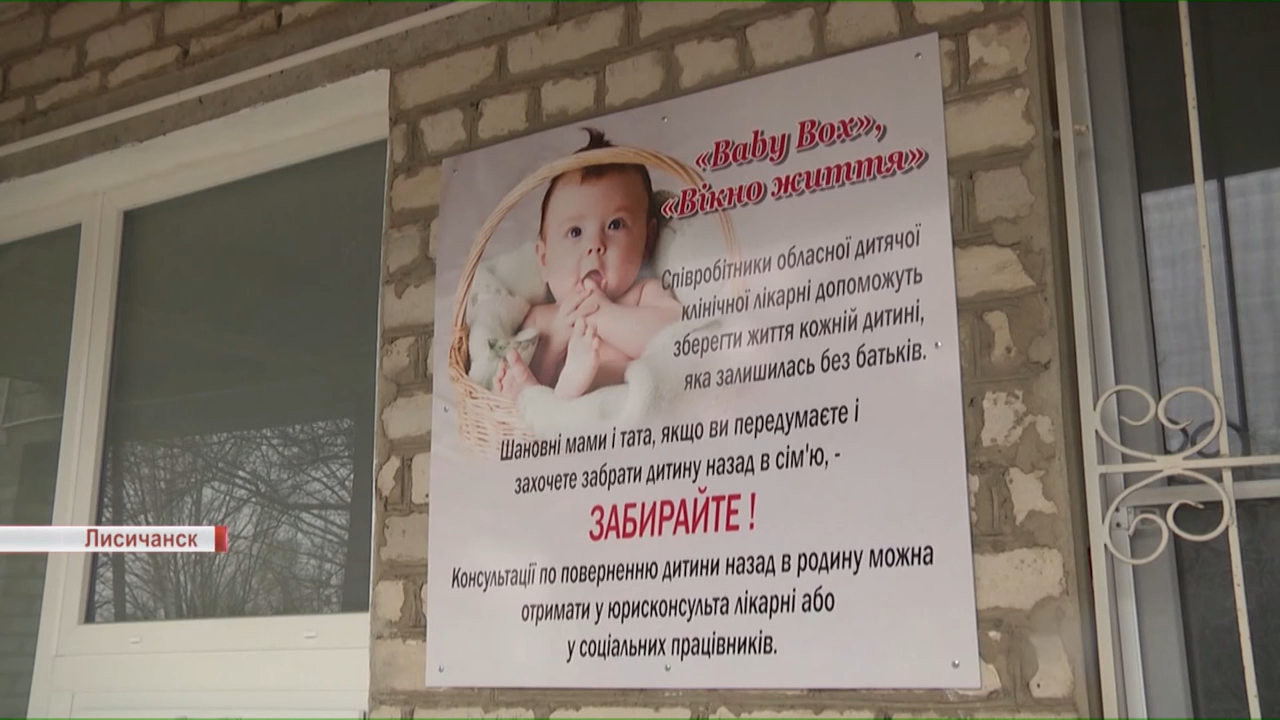 «Baby Box»,
«Вікно життя»
Співробітники обласної дитячої
клінічної лікарні допоможуть
зберегти життя кожній дитині,
яка залишилась без батьків.
Шановні мами і тата, якщо ви передумаєте і
захочете забрати дитину назад в сім'ю, -
ЗАБИРАЙТЕ !
Консультації по поверненню дитини назад в родину можна
отримати у юрисконсульта лікарні або
у соціальних працівників.
Лисичанск